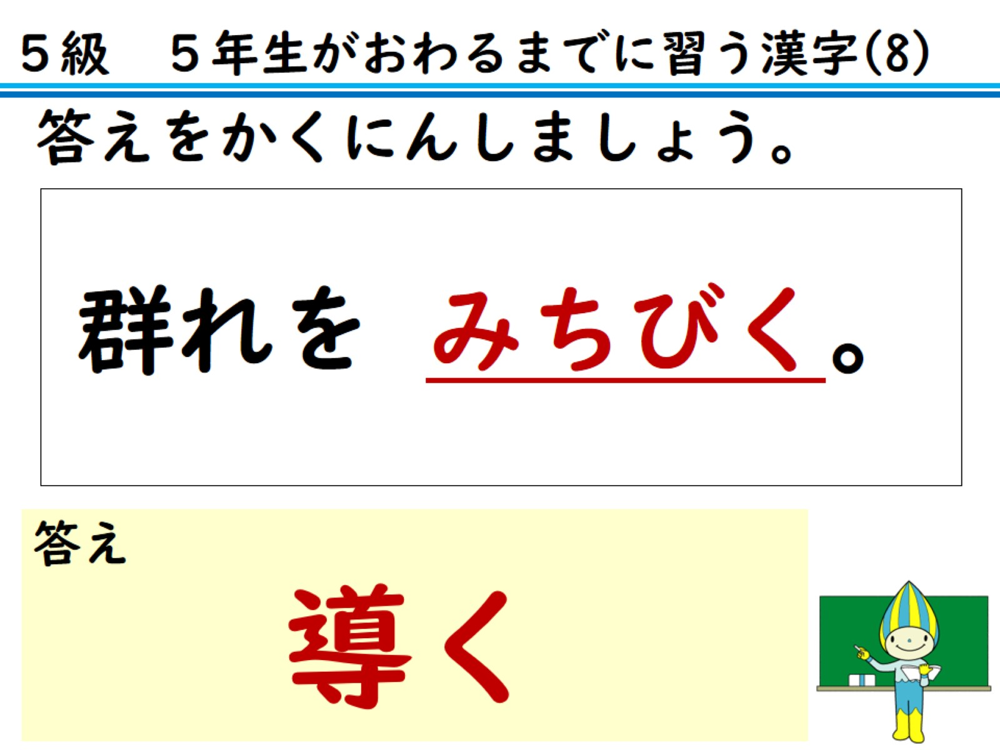 ５級　５年生がおわるまでに習う漢字(8)
答えをかくにんしましょう。
群れを みちびく。
答え
導く